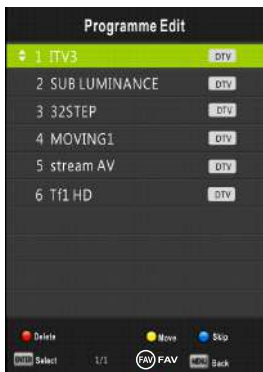 Programme Edit
1 ITV3 DTV
2 SUB LUMINANCE DTV
3 32STEP DTV
4 MOVING1 DTV
5 stream AV DTV
6 Tf1 HD DTV
Delete Move Skip
ENTER Select 1/1 FAV FAV MENU Back